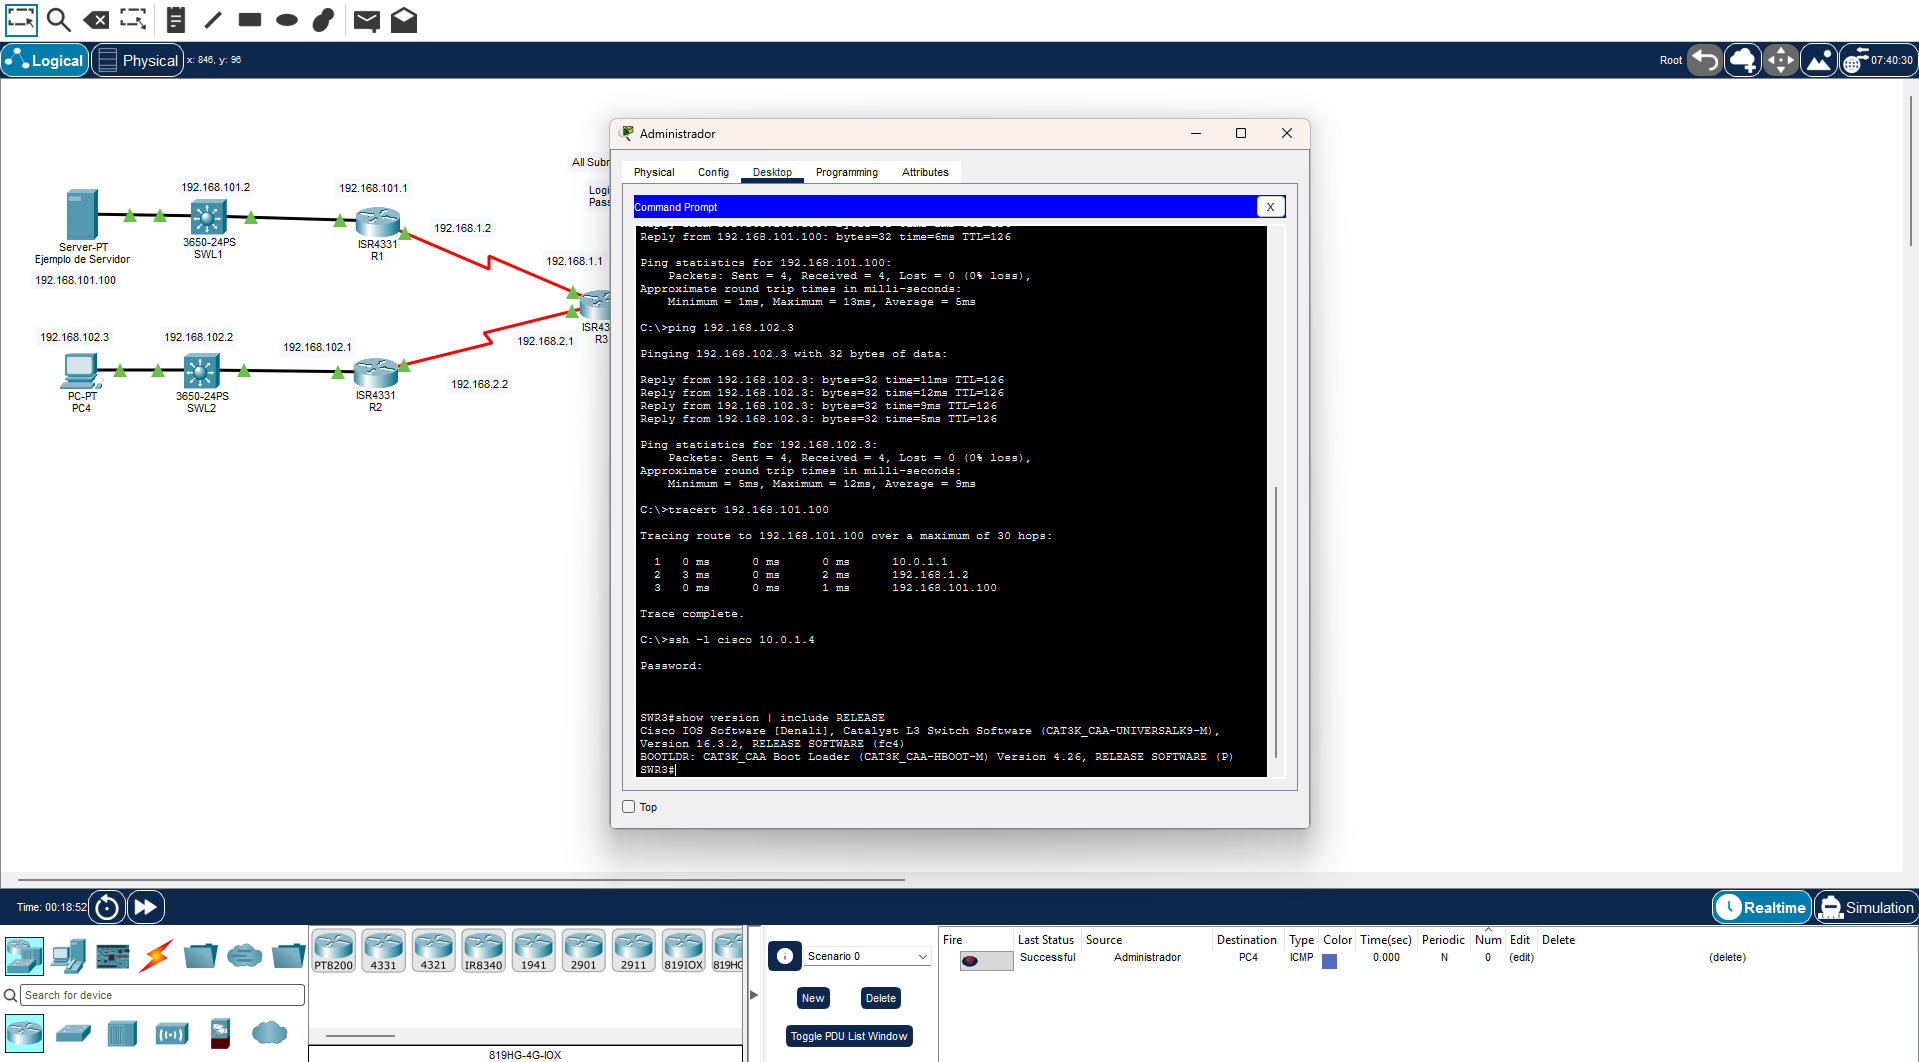 Logical
Physical
x: 846, y: 96
Root
07:40:30
All Subn
Logi
Pass
192.168.101.2
192.168.101.1
192.168.1.2
192.168.1.1
Server-PT
Ejemplo de Servidor
3650-24PS
SWL1
ISR4331
R1
192.168.101.100
ISR43
R3
192.168.102.3
192.168.102.2
192.168.102.1
192.168.2.1
192.168.2.2
PC-PT
PC4
3650-24PS
SWL2
ISR4331
R2
Administrador
Physical
Config
Desktop
Programming
Attributes
Command Prompt
X
Reply from 192.168.101.100: bytes=32 time=6ms TTL=126
Ping statistics for 192.168.101.100:
Packets: Sent = 4, Received = 4, Lost = 0 (0% loss),
Approximate round trip times in milli-seconds:
Minimum = 1ms, Maximum = 13ms, Average = 5ms
C:\>ping 192.168.102.3
Pinging 192.168.102.3 with 32 bytes of data:
Reply from 192.168.102.3: bytes=32 time=11ms TTL=126
Reply from 192.168.102.3: bytes=32 time=12ms TTL=126
Reply from 192.168.102.3: bytes=32 time=9ms TTL=126
Reply from 192.168.102.3: bytes=32 time=5ms TTL=126
Ping statistics for 192.168.102.3:
Packets: Sent = 4, Received = 4, Lost = 0 (0% loss),
Approximate round trip times in milli-seconds:
Minimum = 5ms, Maximum = 12ms, Average = 9ms
C:\>tracert 192.168.101.100
Tracing route to 192.168.101.100 over a maximum of 30 hops:
1 0 ms 0 ms 0 ms 10.0.1.1
2 3 ms 0 ms 2 ms 192.168.1.2
3 0 ms 0 ms 1 ms 192.168.101.100
Trace complete.
C:\>ssh -l cisco 10.0.1.4
Password:
SWR3#show version | include RELEASE
Cisco IOS Software [Denali], Catalyst L3 Switch Software (CAT3K_CAA-UNIVERSALK9-M),
Version 16.3.2, RELEASE SOFTWARE (fc4)
BOOTLDR: CAT3K_CAA Boot Loader (CAT3K_CAA-HBOOT-M) Version 4.26, RELEASE SOFTWARE (P)
SWR3#
Top
Time: 00:18:52
Realtime
Simulation
PT8200
4331
4321
IR8340
1941
2901
2911
819IOX
819HG
Search for device
819HG-4G-IOX
Scenario 0
New
Delete
Toggle PDU List Window
Fire Last Status Source Destination Type Color Time(sec) Periodic Num Edit Delete
Successful Administrador PC4 ICMP 0.000 N 0 (edit) (delete)